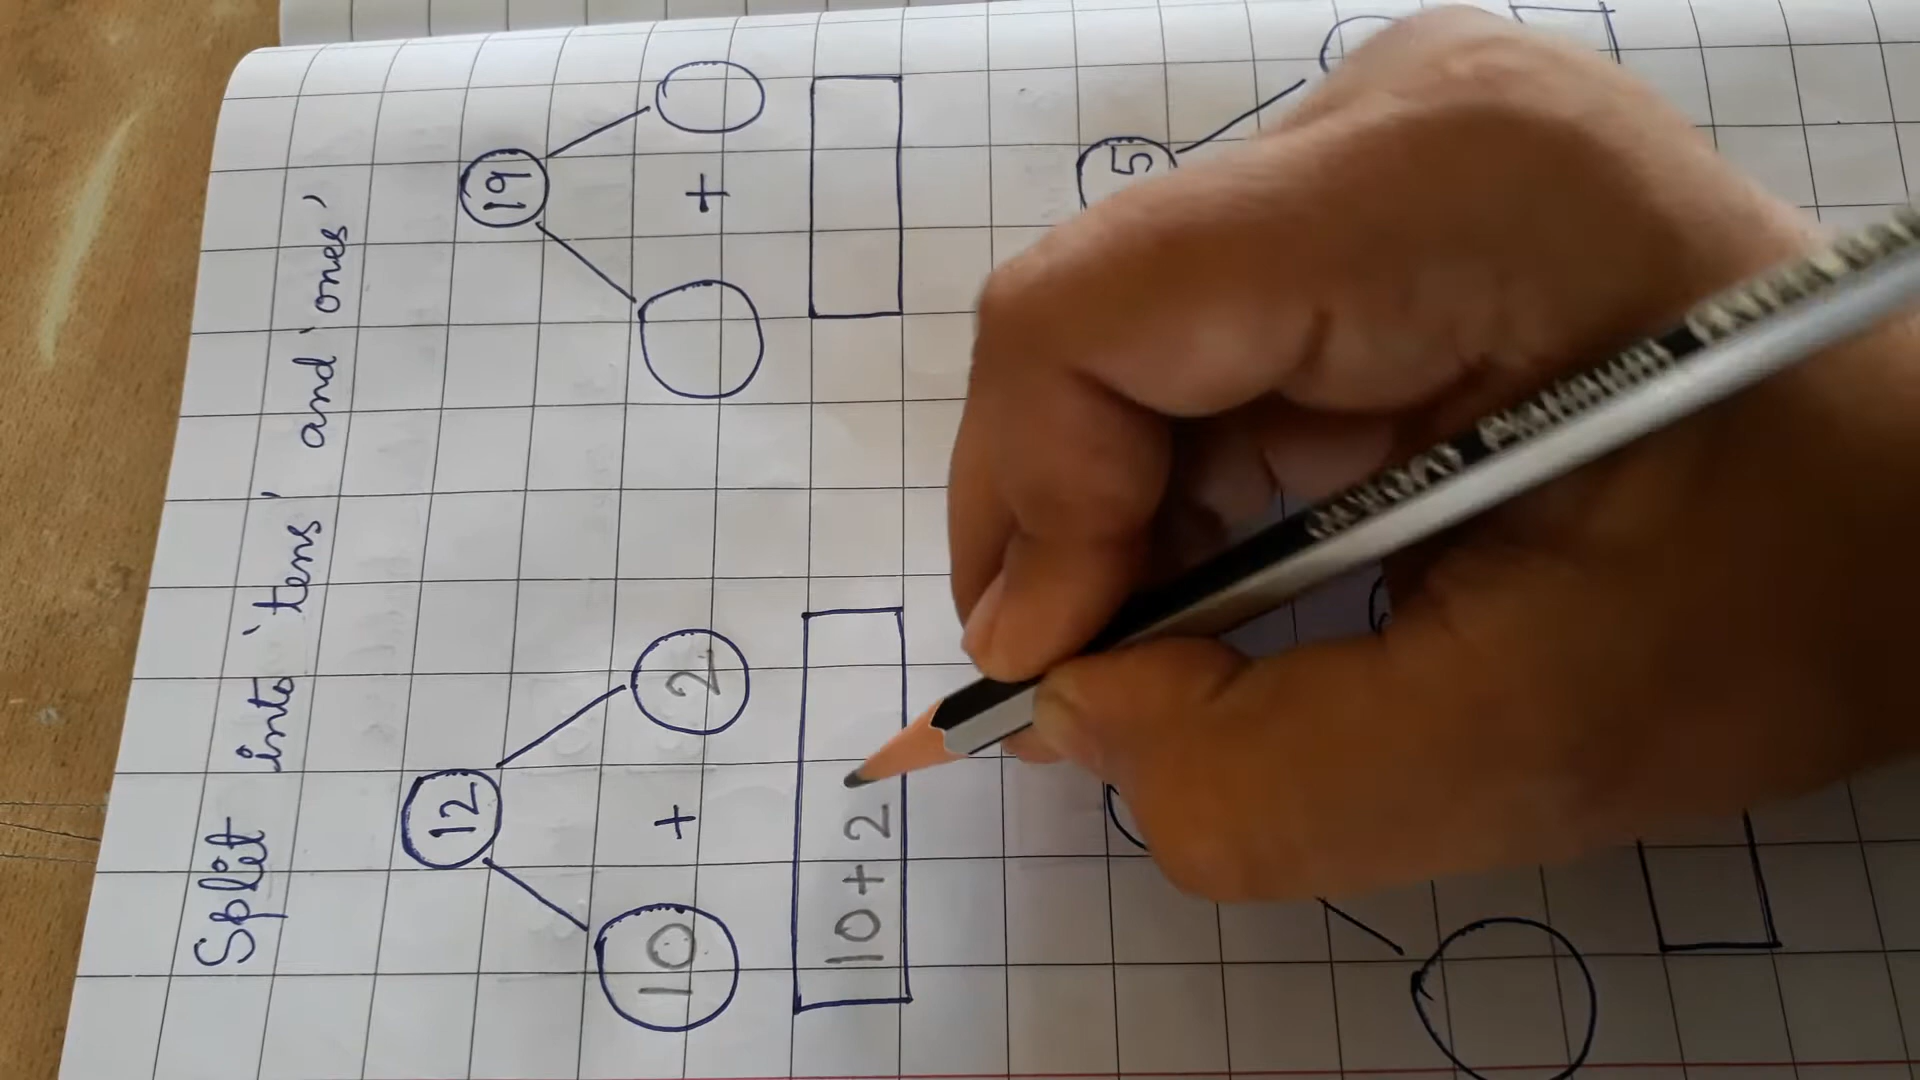 Split into 'tens' and 'ones'
12
10 + 2
10+2
19
+
5